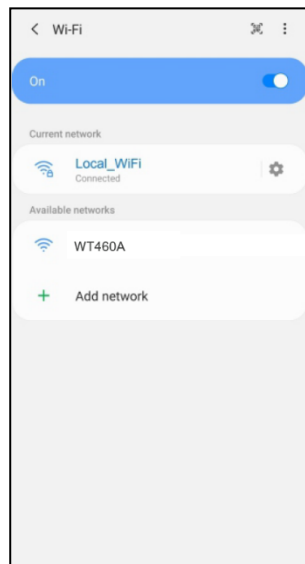 Wi-Fi
On
Current network
Local_WiFi
Connected
Available networks
WT460A
Add network